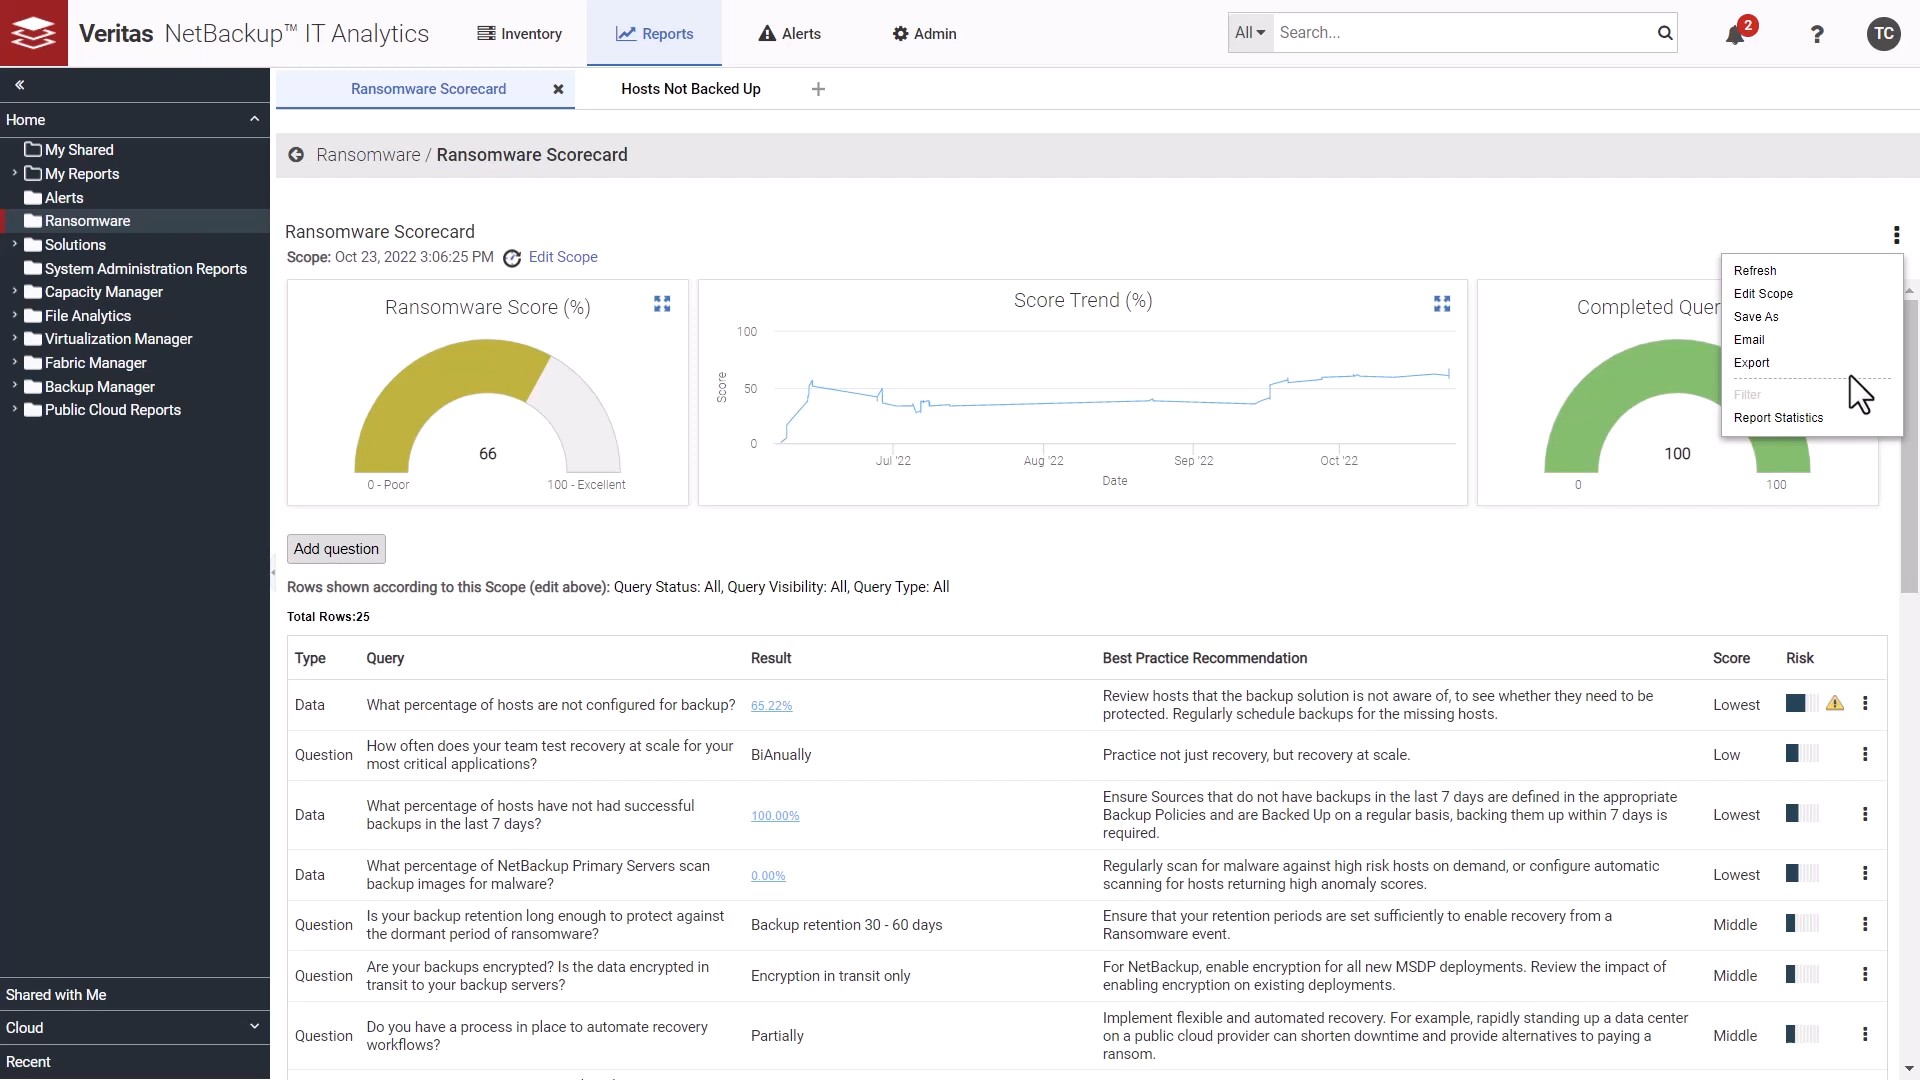 Veritas NetBackup™ IT Analytics
Inventory
Reports
Alerts
Admin
All
Search...
2
?
TC
Ransomware Scorecard
Hosts Not Backed Up
Home
My Shared
My Reports
Alerts
Ransomware
Solutions
System Administration Reports
Capacity Manager
File Analytics
Virtualization Manager
Fabric Manager
Backup Manager
Public Cloud Reports
Shared with Me
Cloud
Recent
Ransomware / Ransomware Scorecard
Ransomware Scorecard
Scope: Oct 23, 2022 3:06:25 PM Edit Scope
Refresh
Edit Scope
Save As
Email
Export
Filter
Report Statistics
Ransomware Score (%)
66
0 - Poor
100 - Excellent
Score Trend (%)
100
50
0
Score
Jul '22
Aug '22
Sep '22
Oct '22
Date
Completed Quer
100
0
100
Add question
Rows shown according to this Scope (edit above): Query Status: All, Query Visibility: All, Query Type: All
Total Rows:25
Type Query Result Best Practice Recommendation Score Risk
Data What percentage of hosts are not configured for backup? 65.22% Review hosts that the backup solution is not aware of, to see whether they need to be Lowest
protected. Regularly schedule backups for the missing hosts.
Question How often does your team test recovery at scale for your BiAnually Practice not just recovery, but recovery at scale. Low
most critical applications?
Data What percentage of hosts have not had successful 100.00% Ensure Sources that do not have backups in the last 7 days are defined in the appropriate Lowest
backups in the last 7 days? Backup Policies and are Backed Up on a regular basis, backing them up within 7 days is
required.
Data What percentage of NetBackup Primary Servers scan 0.00% Regularly scan for malware against high risk hosts on demand, or configure automatic Lowest
backup images for malware? scanning for hosts returning high anomaly scores.
Question Is your backup retention long enough to protect against Backup retention 30 - 60 days Ensure that your retention periods are set sufficiently to enable recovery from a Middle
the dormant period of ransomware? Ransomware event.
Question Are your backups encrypted? Is the data encrypted in Encryption in transit only For NetBackup, enable encryption for all new MSDP deployments. Review the impact of Middle
transit to your backup servers? enabling encryption on existing deployments.
Question Do you have a process in place to automate recovery Partially Implement flexible and automated recovery. For example, rapidly standing up a data center Middle
workflows? on a public cloud provider can shorten downtime and provide alternatives to paying a
ransom.